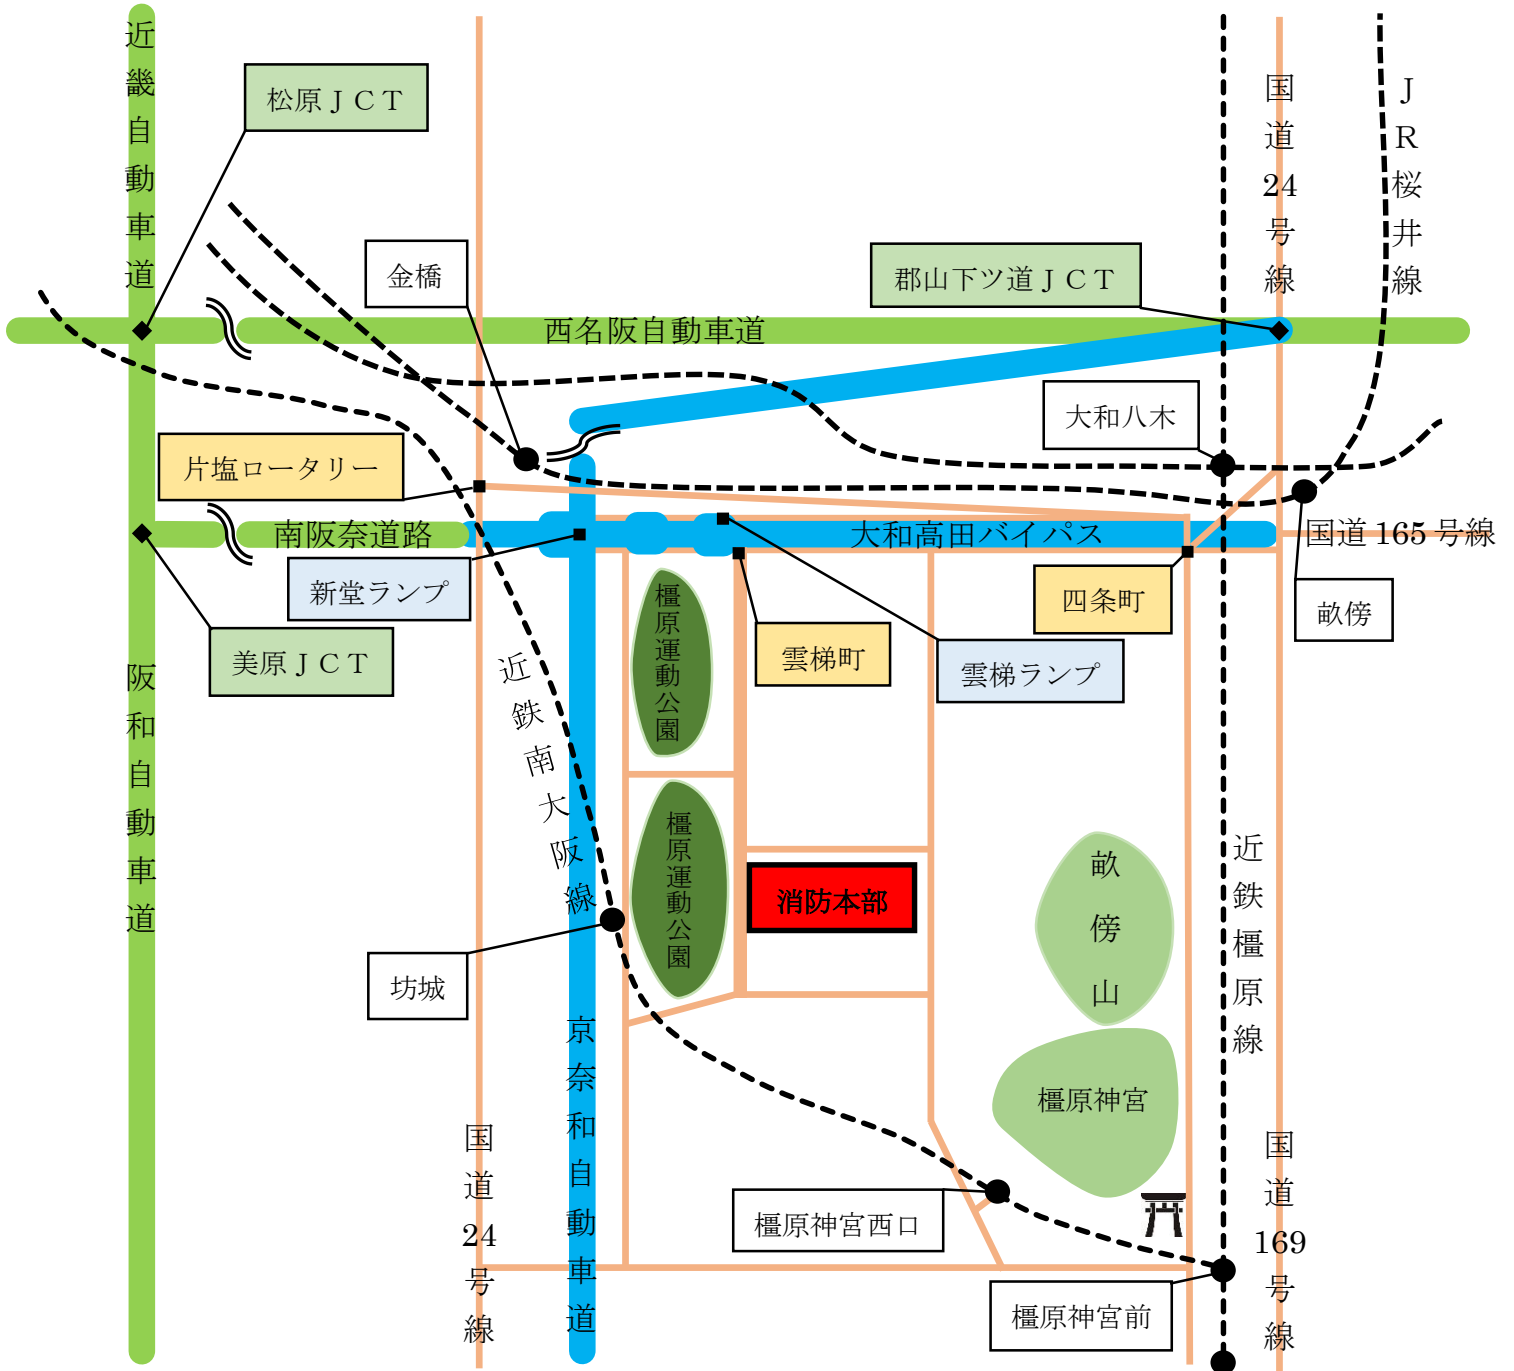 近畿自動車道
松原ＪＣＴ
国道24号線
ＪＲ桜井線
金橋
郡山下ツ道ＪＣＴ
西名阪自動車道
大和八木
片塩ロータリー
南阪奈道路
大和高田バイパス
国道165号線
新堂ランプ
四条町
畝傍
橿原運動公園
雲梯町
雲梯ランプ
美原ＪＣＴ
阪和自動車道
近鉄南大阪線
橿原運動公園
消防本部
畝傍山
近鉄橿原線
坊城
京奈和自動車道
橿原神宮
国道24号線
橿原神宮西口
国道169号線
橿原神宮前